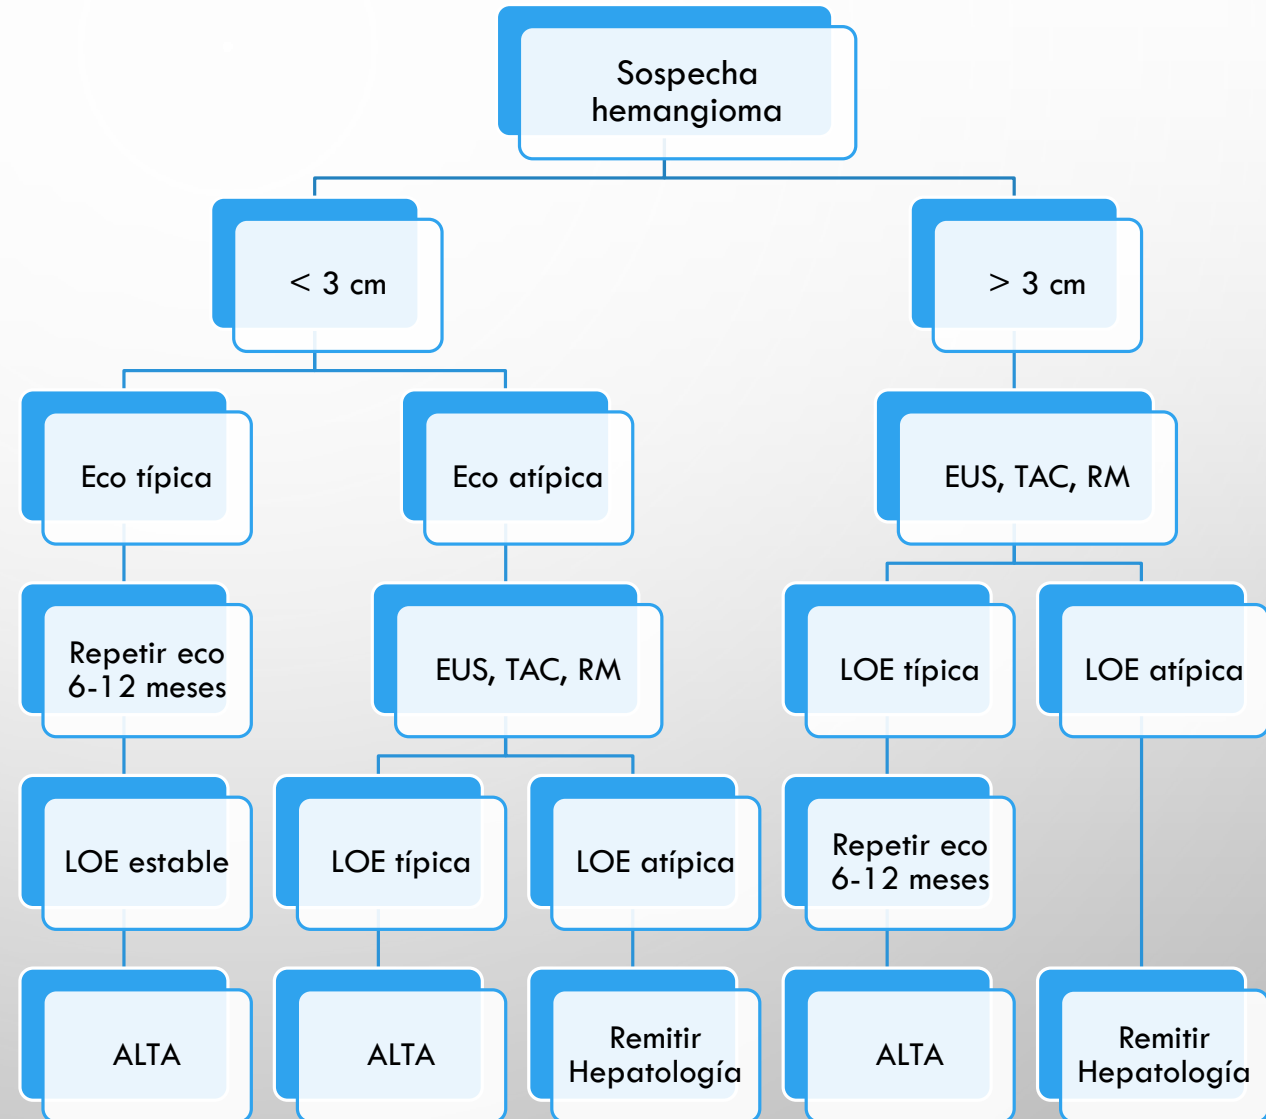 Sospecha
hemangioma
< 3 cm
> 3 cm
Eco típica
Eco atípica
EUS, TAC, RM
Repetir eco
6-12 meses
EUS, TAC, RM
LOE típica
LOE atípica
LOE estable
LOE típica
LOE atípica
Repetir eco
6-12 meses
ALTA
ALTA
Remitir
Hepatología
ALTA
Remitir
Hepatología